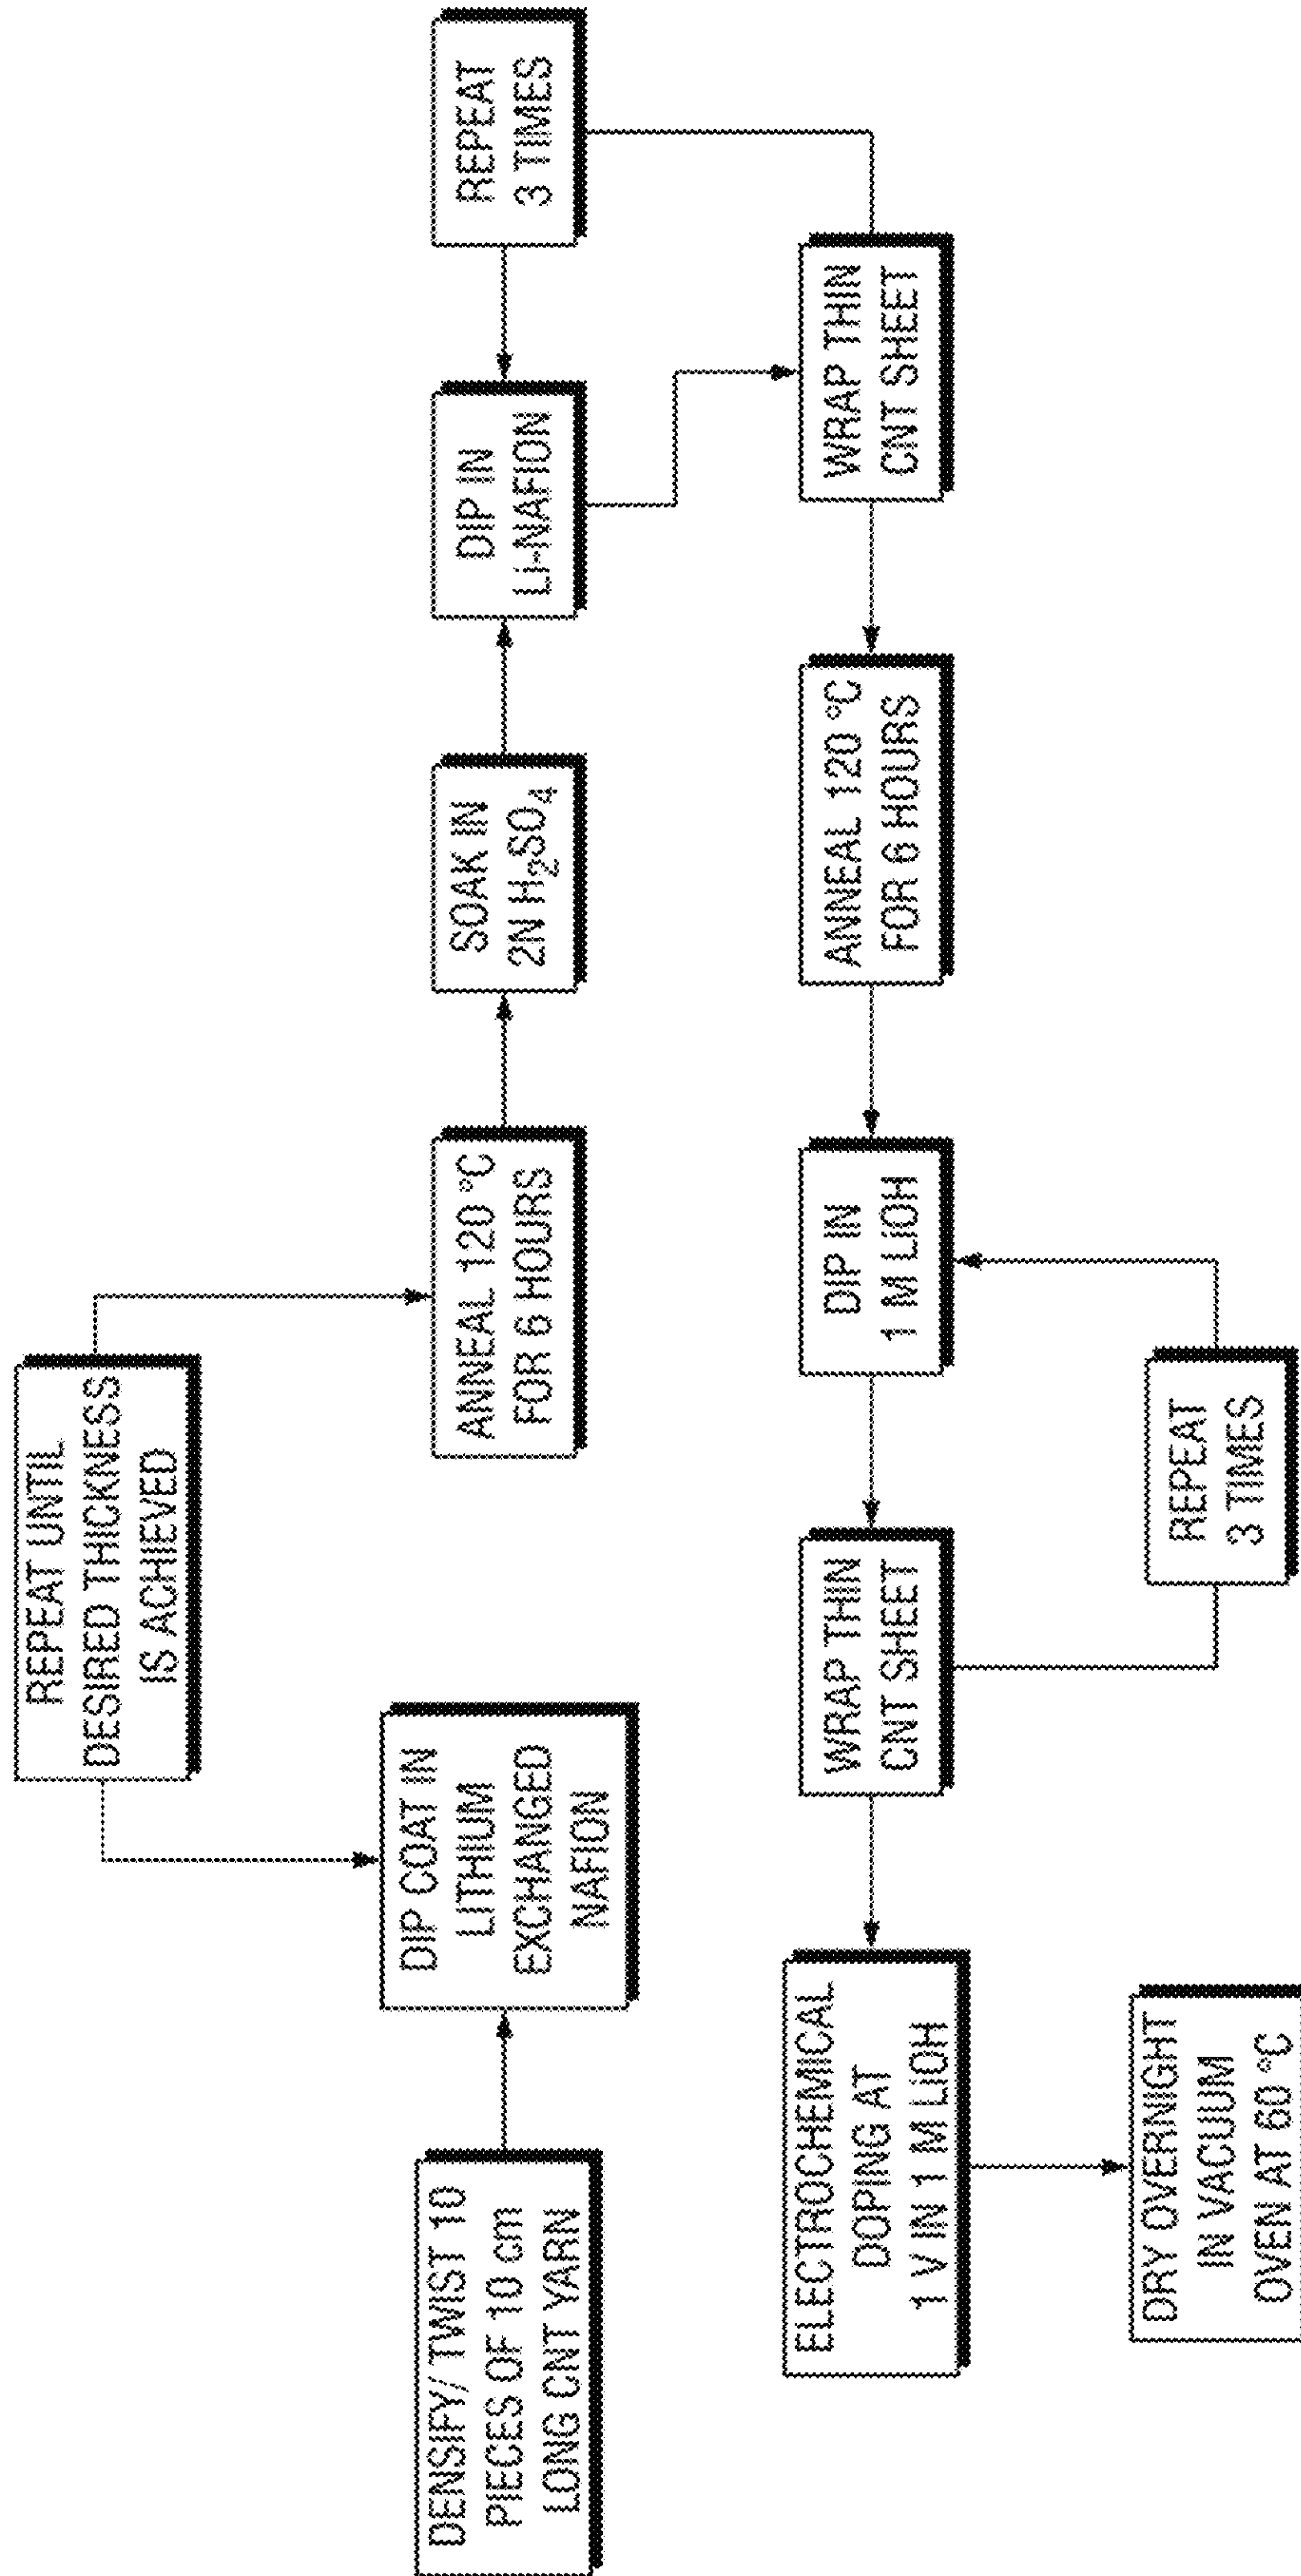 DENSIFY/ TWIST 10
PIECES OF 10 cm
LONG CNT YARN
DIP COAT IN
LITHIUM
EXCHANGED
NAFION
REPEAT UNTIL
DESIRED THICKNESS
IS ACHIEVED
ANNEAL 120 °C
FOR 6 HOURS
SOAK IN
2N H₂SO₄
DIP IN
Li-NAFION
REPEAT
3 TIMES
WRAP THIN
CNT SHEET
ANNEAL 120 °C
FOR 6 HOURS
DIP IN
1 M LiOH
WRAP THIN
CNT SHEET
REPEAT
3 TIMES
ELECTROCHEMICAL
DOPING AT
1 V IN 1 M LiOH
DRY OVERNIGHT
IN VACUUM
OVEN AT 60 °C